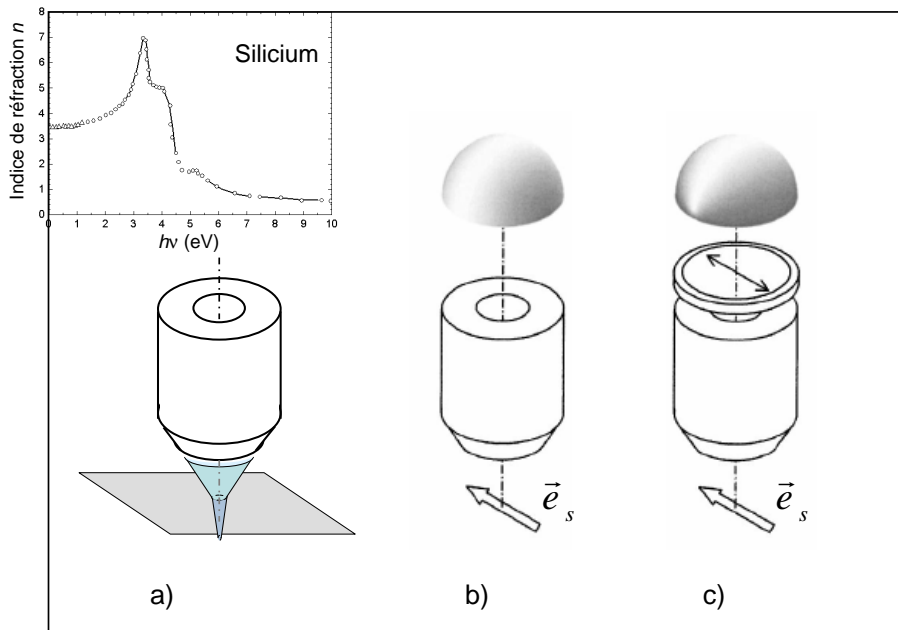 7
6
5
4
3
2
1
0
Indice de réfraction n
Silicium
0 1 2 3 4 5 6 7 8 9 10
hν (eV)
e⃗ s
e⃗ s
a)
b)
c)